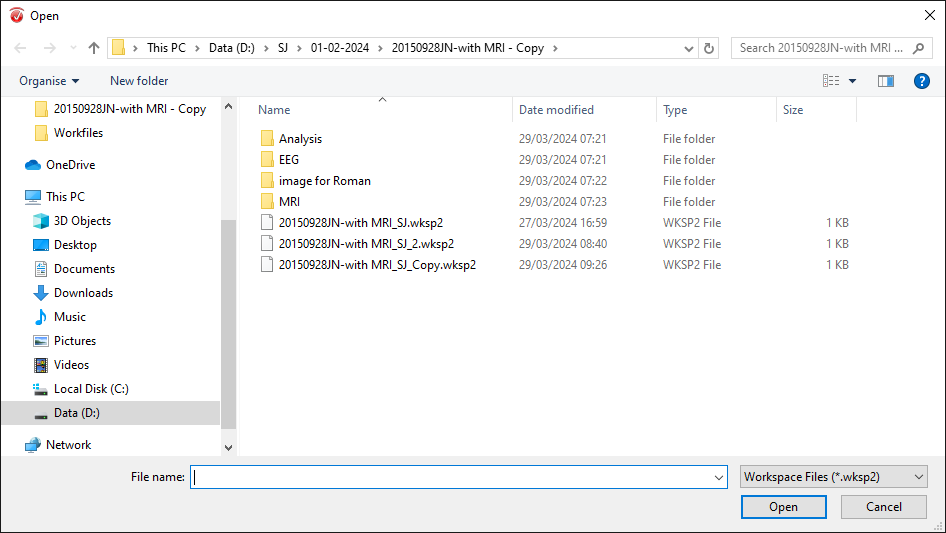 Open
This PC > Data (D:) > SJ > 01-02-2024 > 20150928JN-with MRI - Copy >
Search 20150928JN-with MRI ...
Organise New folder
20150928JN-with MRI - Copy
Workfiles
OneDrive
This PC
3D Objects
Desktop
Documents
Downloads
Music
Pictures
Videos
Local Disk (C:)
Data (D:)
Network
Name Date modified Type Size
Analysis 29/03/2024 07:21 File folder
EEG 29/03/2024 07:21 File folder
image for Roman 29/03/2024 07:22 File folder
MRI 29/03/2024 07:23 File folder
20150928JN-with MRI_SJ.wksp2 27/03/2024 16:59 WKSP2 File 1 KB
20150928JN-with MRI_SJ_2.wksp2 29/03/2024 08:40 WKSP2 File 1 KB
20150928JN-with MRI_SJ_Copy.wksp2 29/03/2024 09:26 WKSP2 File 1 KB
File name:
Workspace Files (*.wksp2)
Open Cancel